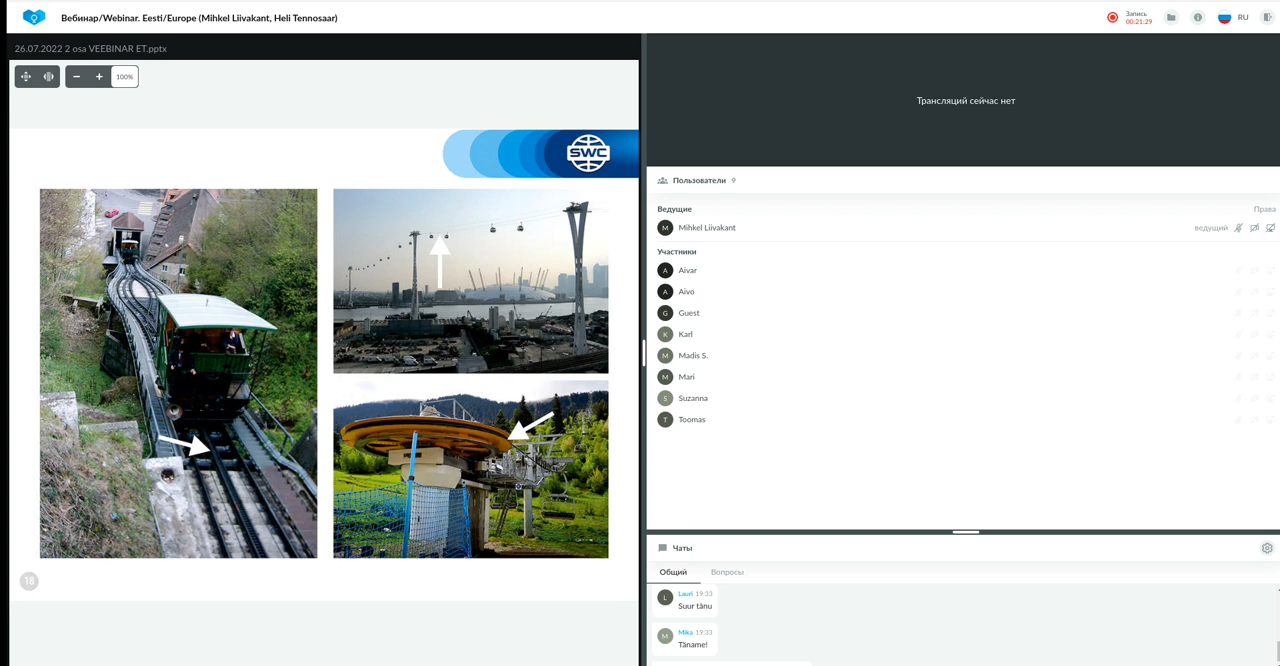 Вебинар/Webinar. Eesti/Europe (Mihkel Liivakant, Heli Tennosaar)
Запись
00:21:29
RU
26.07.2022 2 osa VEEBINAR ET.pptx
100%
SWC
18
Трансляций сейчас нет
Пользователи 9
Ведущие Права
M Mihkel Liivakant ведущий
Участники
A Aivar
A Aivo
G Guest
K Karl
M Madis S.
M Mari
S Suzanna
T Toomas
Чаты
Общий Вопросы
L Lauri 19:33
Suur tänu
M Mika 19:33
Täname!